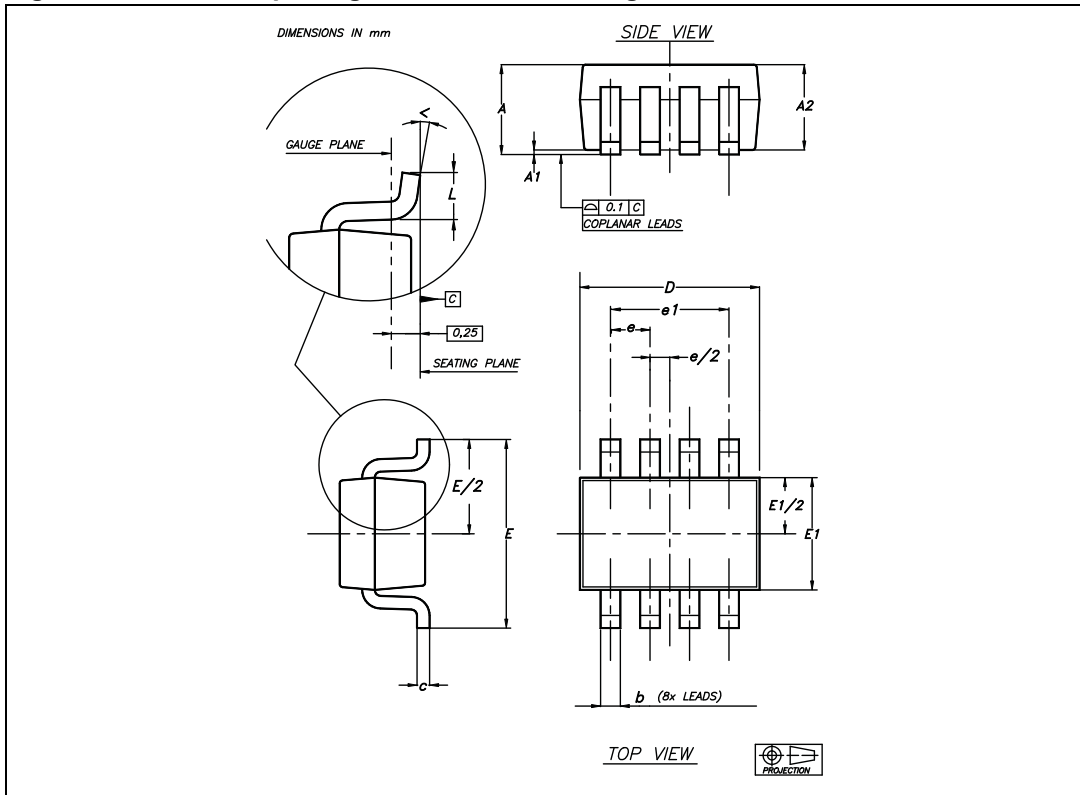 DIMENSIONS IN mm
SIDE VIEW
A
A2
A1
0.1 C
COPLANAR LEADS
GAUGE PLANE
L
C
0,25
SEATING PLANE
D
e1
e
e/2
E/2
E
E1/2
E1
c
b (8x LEADS)
TOP VIEW
PROJECTION